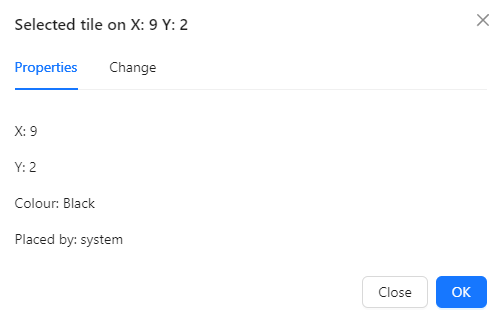 Selected tile on X: 9 Y: 2
Properties Change
X: 9
Y: 2
Colour: Black
Placed by: system
Close OK